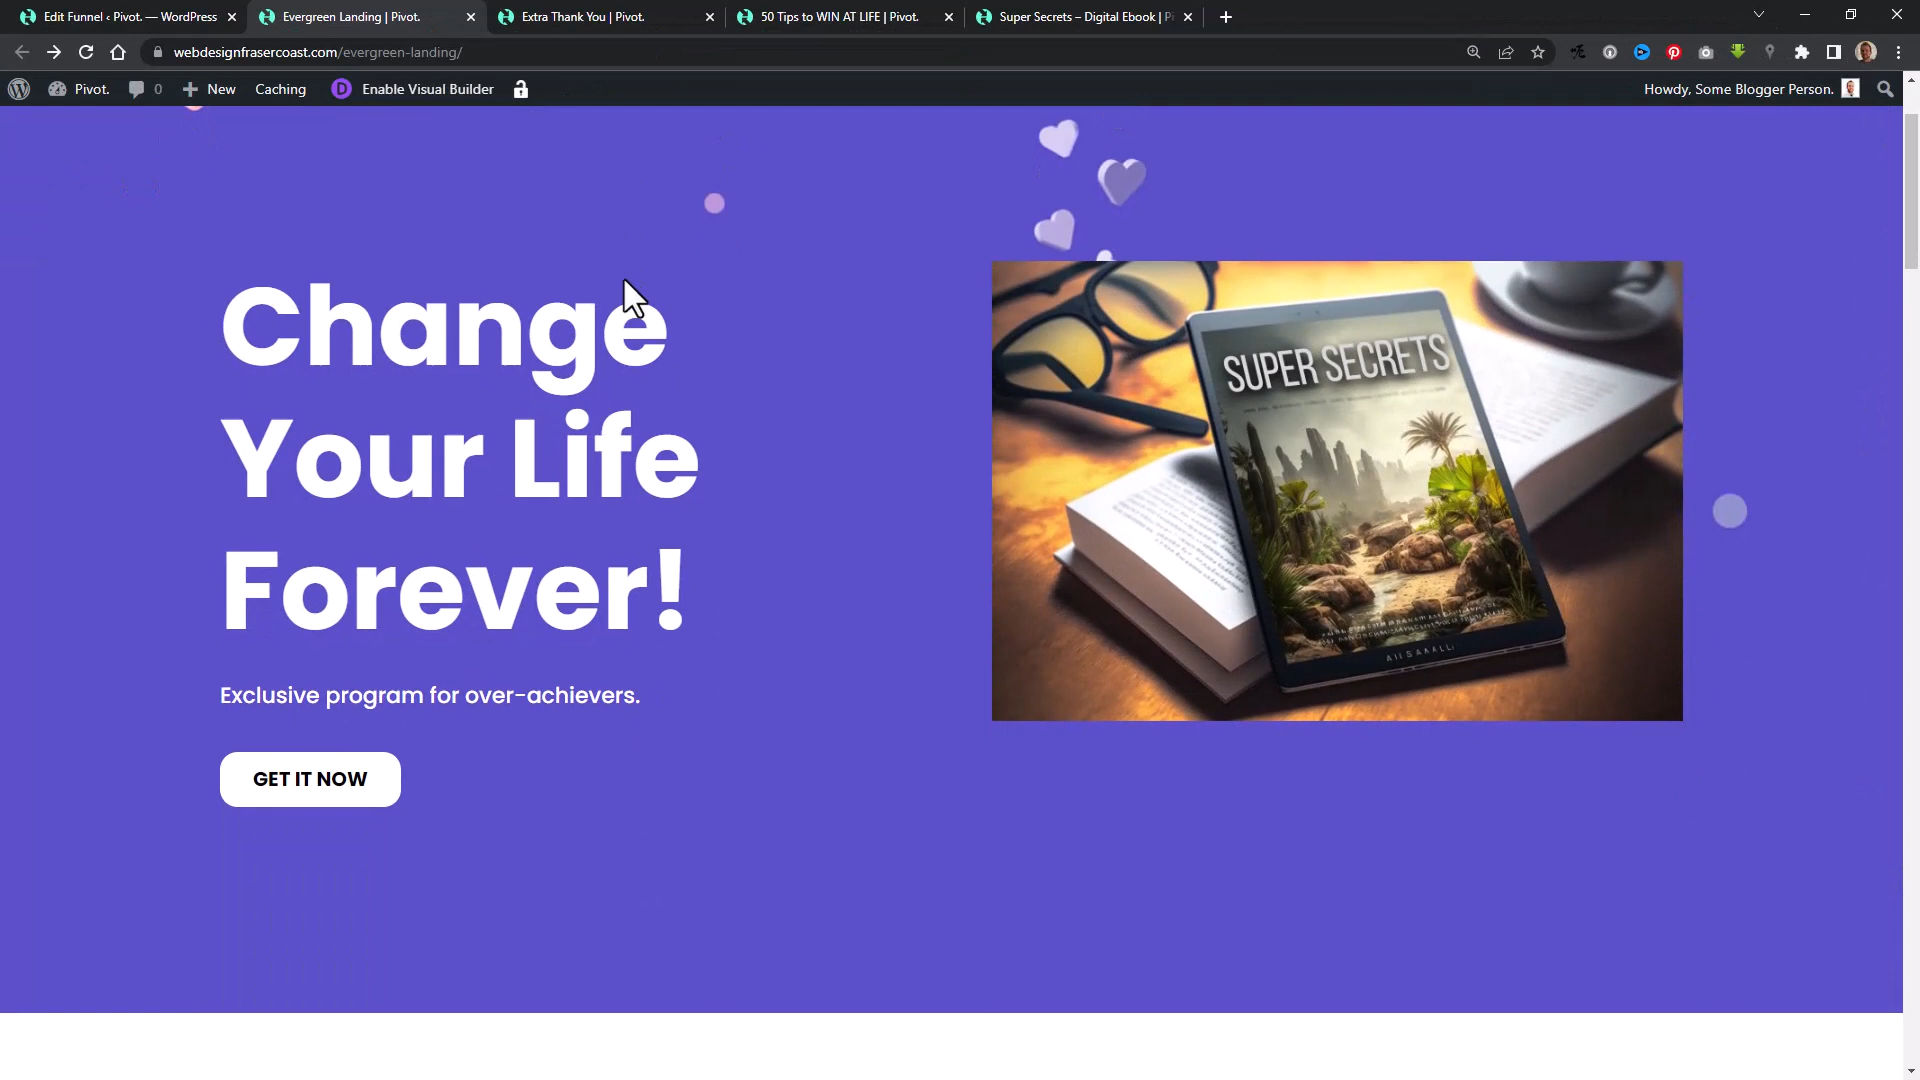 Edit Funnel ‹ Pivot. — WordPress
Evergreen Landing | Pivot.
Extra Thank You | Pivot.
50 Tips to WIN AT LIFE | Pivot.
Super Secrets – Digital Ebook |
webdesignfrasercoast.com/evergreen-landing/
Pivot.
0
New
Caching
D
Enable Visual Builder
Howdy, Some Blogger Person.
Change
Your Life
Forever!
Exclusive program for over-achievers.
GET IT NOW
SUPER SECRETS